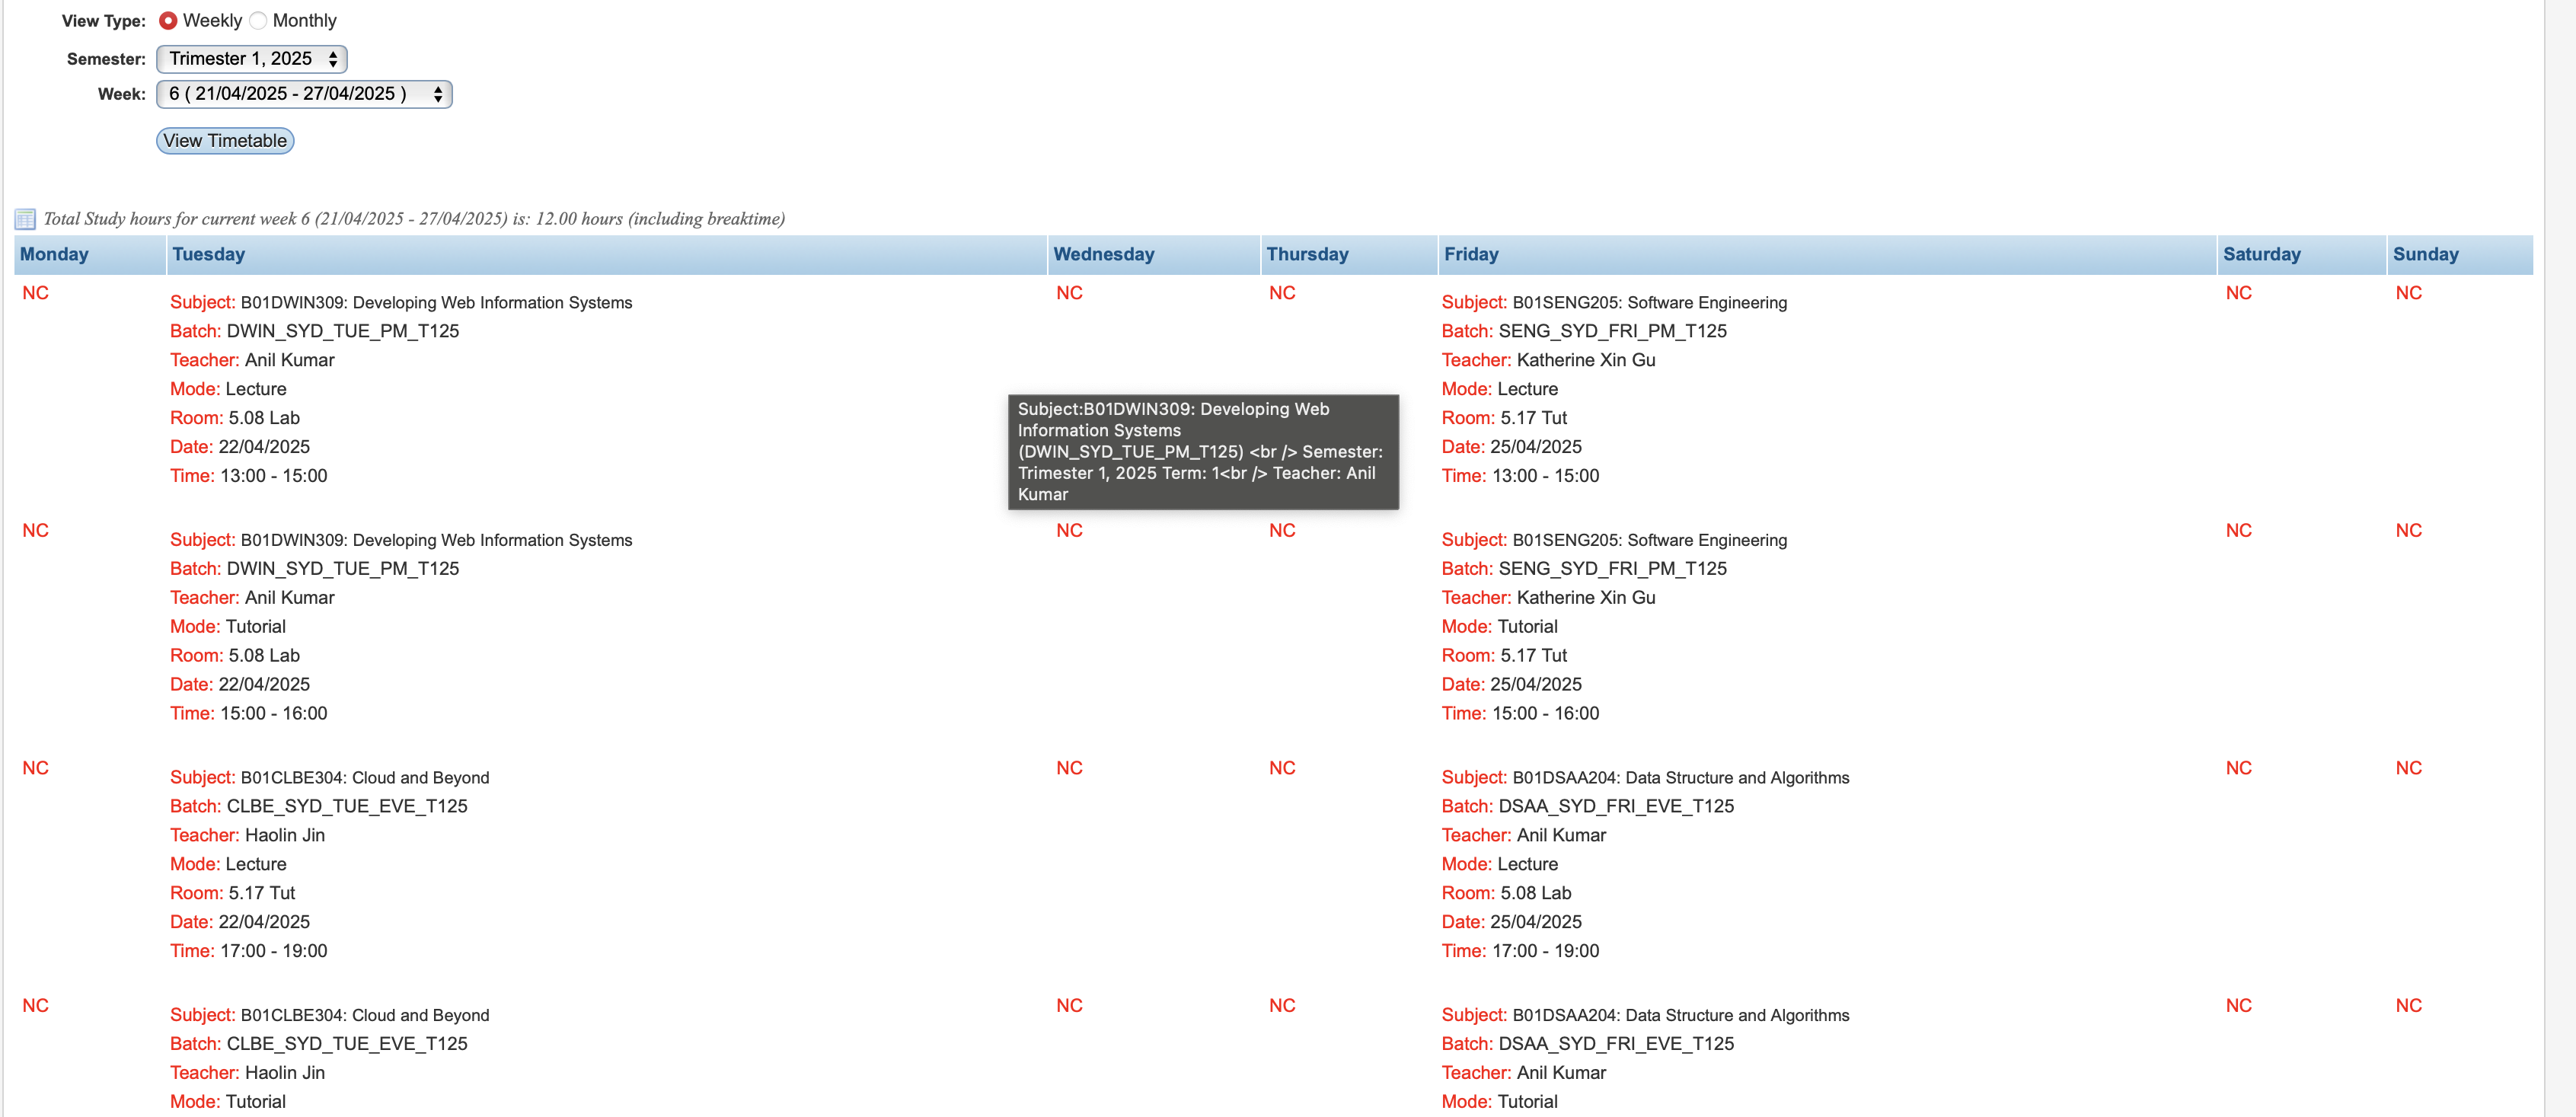 View Type: Weekly Monthly
Semester: Trimester 1, 2025
Week: 6 ( 21/04/2025 - 27/04/2025 )
View Timetable
Total Study hours for current week 6 (21/04/2025 - 27/04/2025) is: 12.00 hours (including breaktime)
Monday Tuesday Wednesday Thursday Friday Saturday Sunday
NC
Subject: B01DWIN309: Developing Web Information Systems
Batch: DWIN_SYD_TUE_PM_T125
Teacher: Anil Kumar
Mode: Lecture
Room: 5.08 Lab
Date: 22/04/2025
Time: 13:00 - 15:00
NC
NC
Subject: B01SENG205: Software Engineering
Batch: SENG_SYD_FRI_PM_T125
Teacher: Katherine Xin Gu
Mode: Lecture
Room: 5.17 Tut
Date: 25/04/2025
Time: 13:00 - 15:00
NC
NC
Subject:B01DWIN309: Developing Web
Information Systems
(DWIN_SYD_TUE_PM_T125) <br /> Semester:
Trimester 1, 2025 Term: 1<br /> Teacher: Anil
Kumar
NC
Subject: B01DWIN309: Developing Web Information Systems
Batch: DWIN_SYD_TUE_PM_T125
Teacher: Anil Kumar
Mode: Tutorial
Room: 5.08 Lab
Date: 22/04/2025
Time: 15:00 - 16:00
NC
NC
Subject: B01SENG205: Software Engineering
Batch: SENG_SYD_FRI_PM_T125
Teacher: Katherine Xin Gu
Mode: Tutorial
Room: 5.17 Tut
Date: 25/04/2025
Time: 15:00 - 16:00
NC
NC
NC
Subject: B01CLBE304: Cloud and Beyond
Batch: CLBE_SYD_TUE_EVE_T125
Teacher: Haolin Jin
Mode: Lecture
Room: 5.17 Tut
Date: 22/04/2025
Time: 17:00 - 19:00
NC
NC
Subject: B01DSAA204: Data Structure and Algorithms
Batch: DSAA_SYD_FRI_EVE_T125
Teacher: Anil Kumar
Mode: Lecture
Room: 5.08 Lab
Date: 25/04/2025
Time: 17:00 - 19:00
NC
NC
NC
Subject: B01CLBE304: Cloud and Beyond
Batch: CLBE_SYD_TUE_EVE_T125
Teacher: Haolin Jin
Mode: Tutorial
NC
NC
Subject: B01DSAA204: Data Structure and Algorithms
Batch: DSAA_SYD_FRI_EVE_T125
Teacher: Anil Kumar
Mode: Tutorial
NC
NC